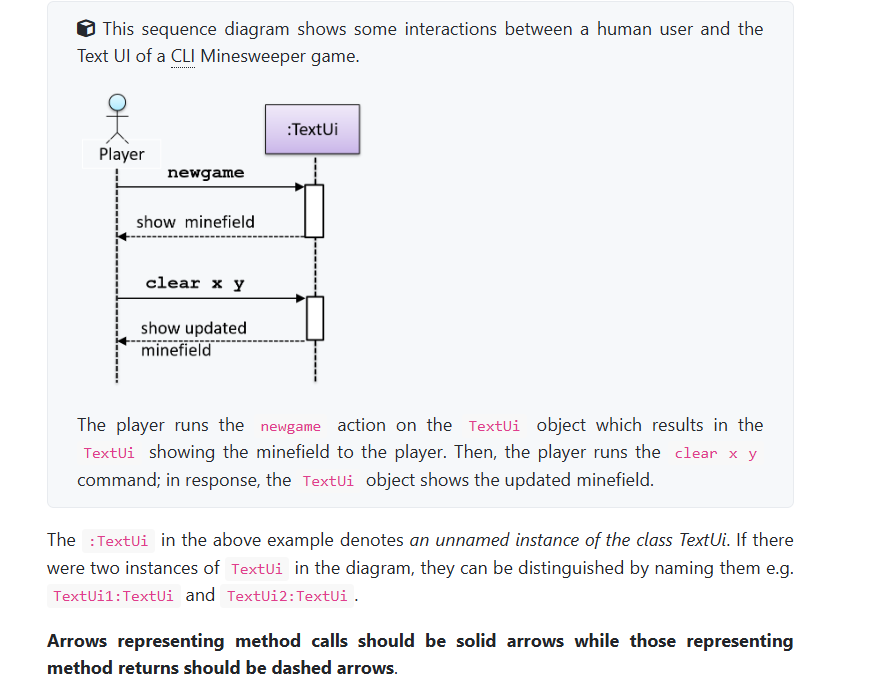 This sequence diagram shows some interactions between a human user and the
Text UI of a CLI Minesweeper game.
:TextUi
Player
newgame
show minefield
clear x y
show updated
minefield
The player runs the newgame action on the TextUi object which results in the
TextUi showing the minefield to the player. Then, the player runs the clear x y
command; in response, the TextUi object shows the updated minefield.
The :TextUi in the above example denotes an unnamed instance of the class TextUi. If there
were two instances of TextUi in the diagram, they can be distinguished by naming them e.g.
TextUi1:TextUi and TextUi2:TextUi .
Arrows representing method calls should be solid arrows while those representing
method returns should be dashed arrows.